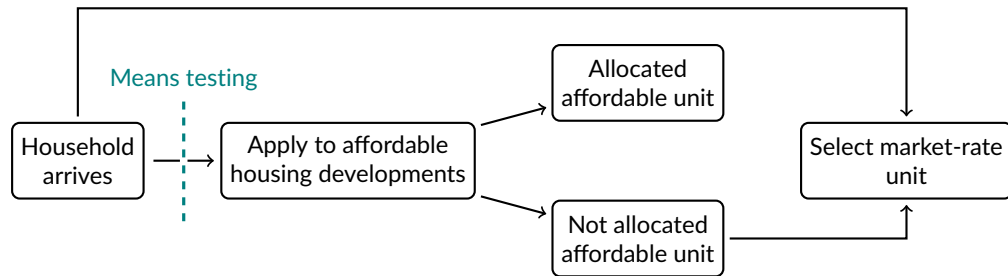 Means testing
Household
arrives
Apply to affordable
housing developments
Allocated
affordable unit
Not allocated
affordable unit
Select market-rate
unit